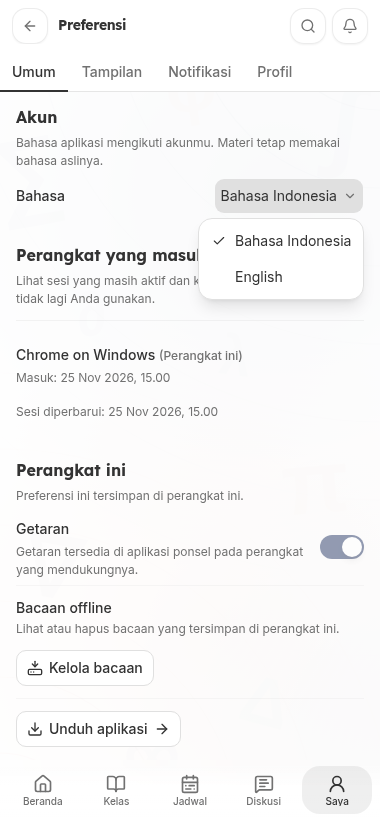 Preferensi
Umum
Tampilan
Notifikasi
Profil
Akun
Bahasa aplikasi mengikuti akunmu. Materi tetap memakai
bahasa aslinya.
Bahasa
Bahasa Indonesia
Bahasa Indonesia
English
Perangkat yang
Lihat sesi yang masih aktif dan
tidak lagi Anda gunakan.
Chrome on Windows (Perangkat ini)
Masuk: 25 Nov 2026, 15.00
Sesi diperbarui: 25 Nov 2026, 15.00
Perangkat ini
Preferensi ini tersimpan di perangkat ini.
Getaran
Getaran tersedia di aplikasi ponsel pada perangkat
yang mendukungnya.
Bacaan offline
Lihat atau hapus bacaan yang tersimpan di perangkat ini.
Kelola bacaan
Unduh aplikasi
Beranda
Kelas
Jadwal
Diskusi
Saya